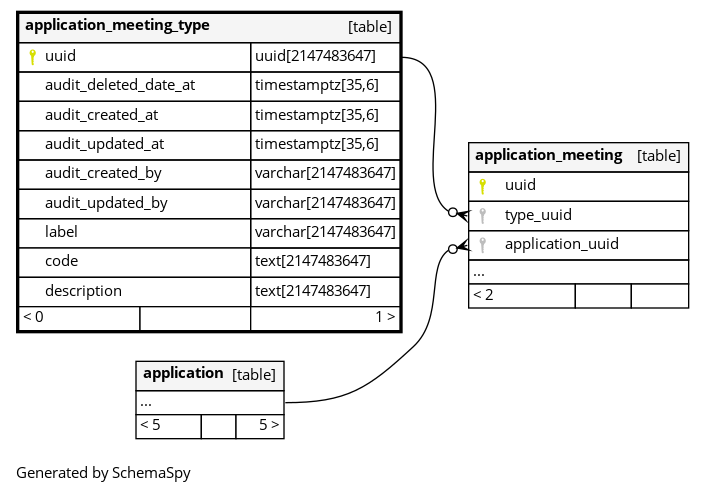 application_meeting_type [table]
uuid uuid[2147483647]
audit_deleted_date_at timestamptz[35,6]
audit_created_at timestamptz[35,6]
audit_updated_at timestamptz[35,6]
audit_created_by varchar[2147483647]
audit_updated_by varchar[2147483647]
label varchar[2147483647]
code text[2147483647]
description text[2147483647]
< 0 1 >
application_meeting [table]
uuid
type_uuid
application_uuid
...
< 2
application [table]
...
< 5 5 >
Generated by SchemaSpy